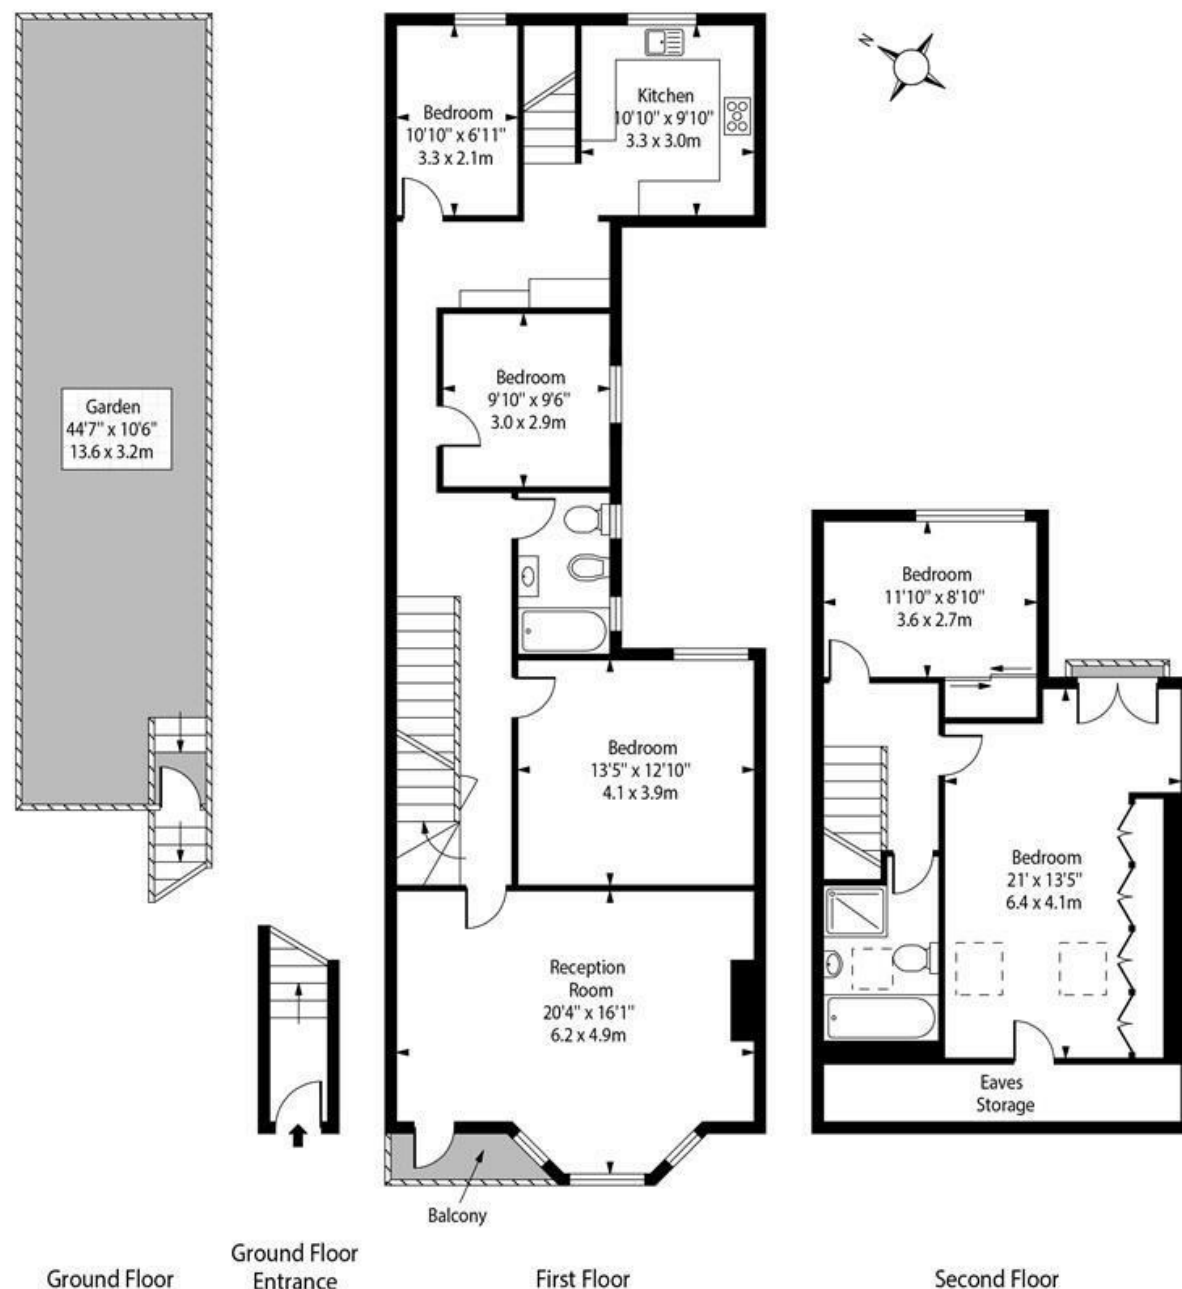 N
Bedroom
10'10" x 6'11"
3.3 x 2.1m
Kitchen
10'10" x 9'10"
3.3 x 3.0m
Garden
44'7" x 10'6"
13.6 x 3.2m
Bedroom
9'10" x 9'6"
3.0 x 2.9m
Bedroom
11'10" x 8'10"
3.6 x 2.7m
Bedroom
13'5" x 12'10"
4.1 x 3.9m
Bedroom
21' x 13'5"
6.4 x 4.1m
Reception
Room
20'4" x 16'1"
6.2 x 4.9m
Eaves
Storage
Balcony
Ground Floor
Ground Floor
Entrance
First Floor
Second Floor